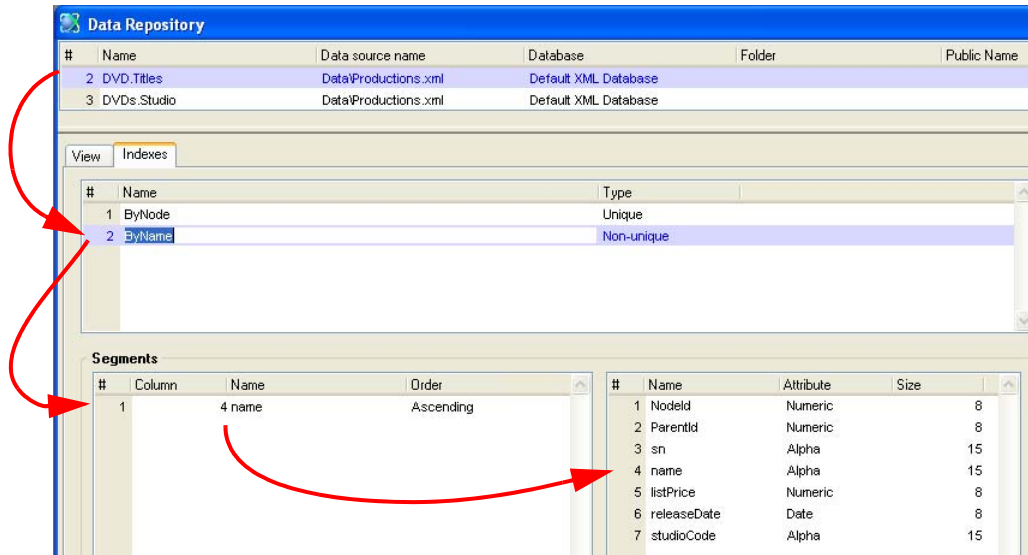 Data Repository
# Name Data source name Database Folder Public Name
2 DVD.Titles Data\Productions.xml Default XML Database
3 DVDs.Studio Data\Productions.xml Default XML Database
View Indexes
# Name Type
1 ByNode Unique
2 ByName Non-unique
Segments
# Column Name Order
1 4 name Ascending
# Name Attribute Size
1 NodeId Numeric 8
2 ParentId Numeric 8
3 sn Alpha 15
4 name Alpha 15
5 listPrice Numeric 8
6 releaseDate Date 8
7 studioCode Alpha 15